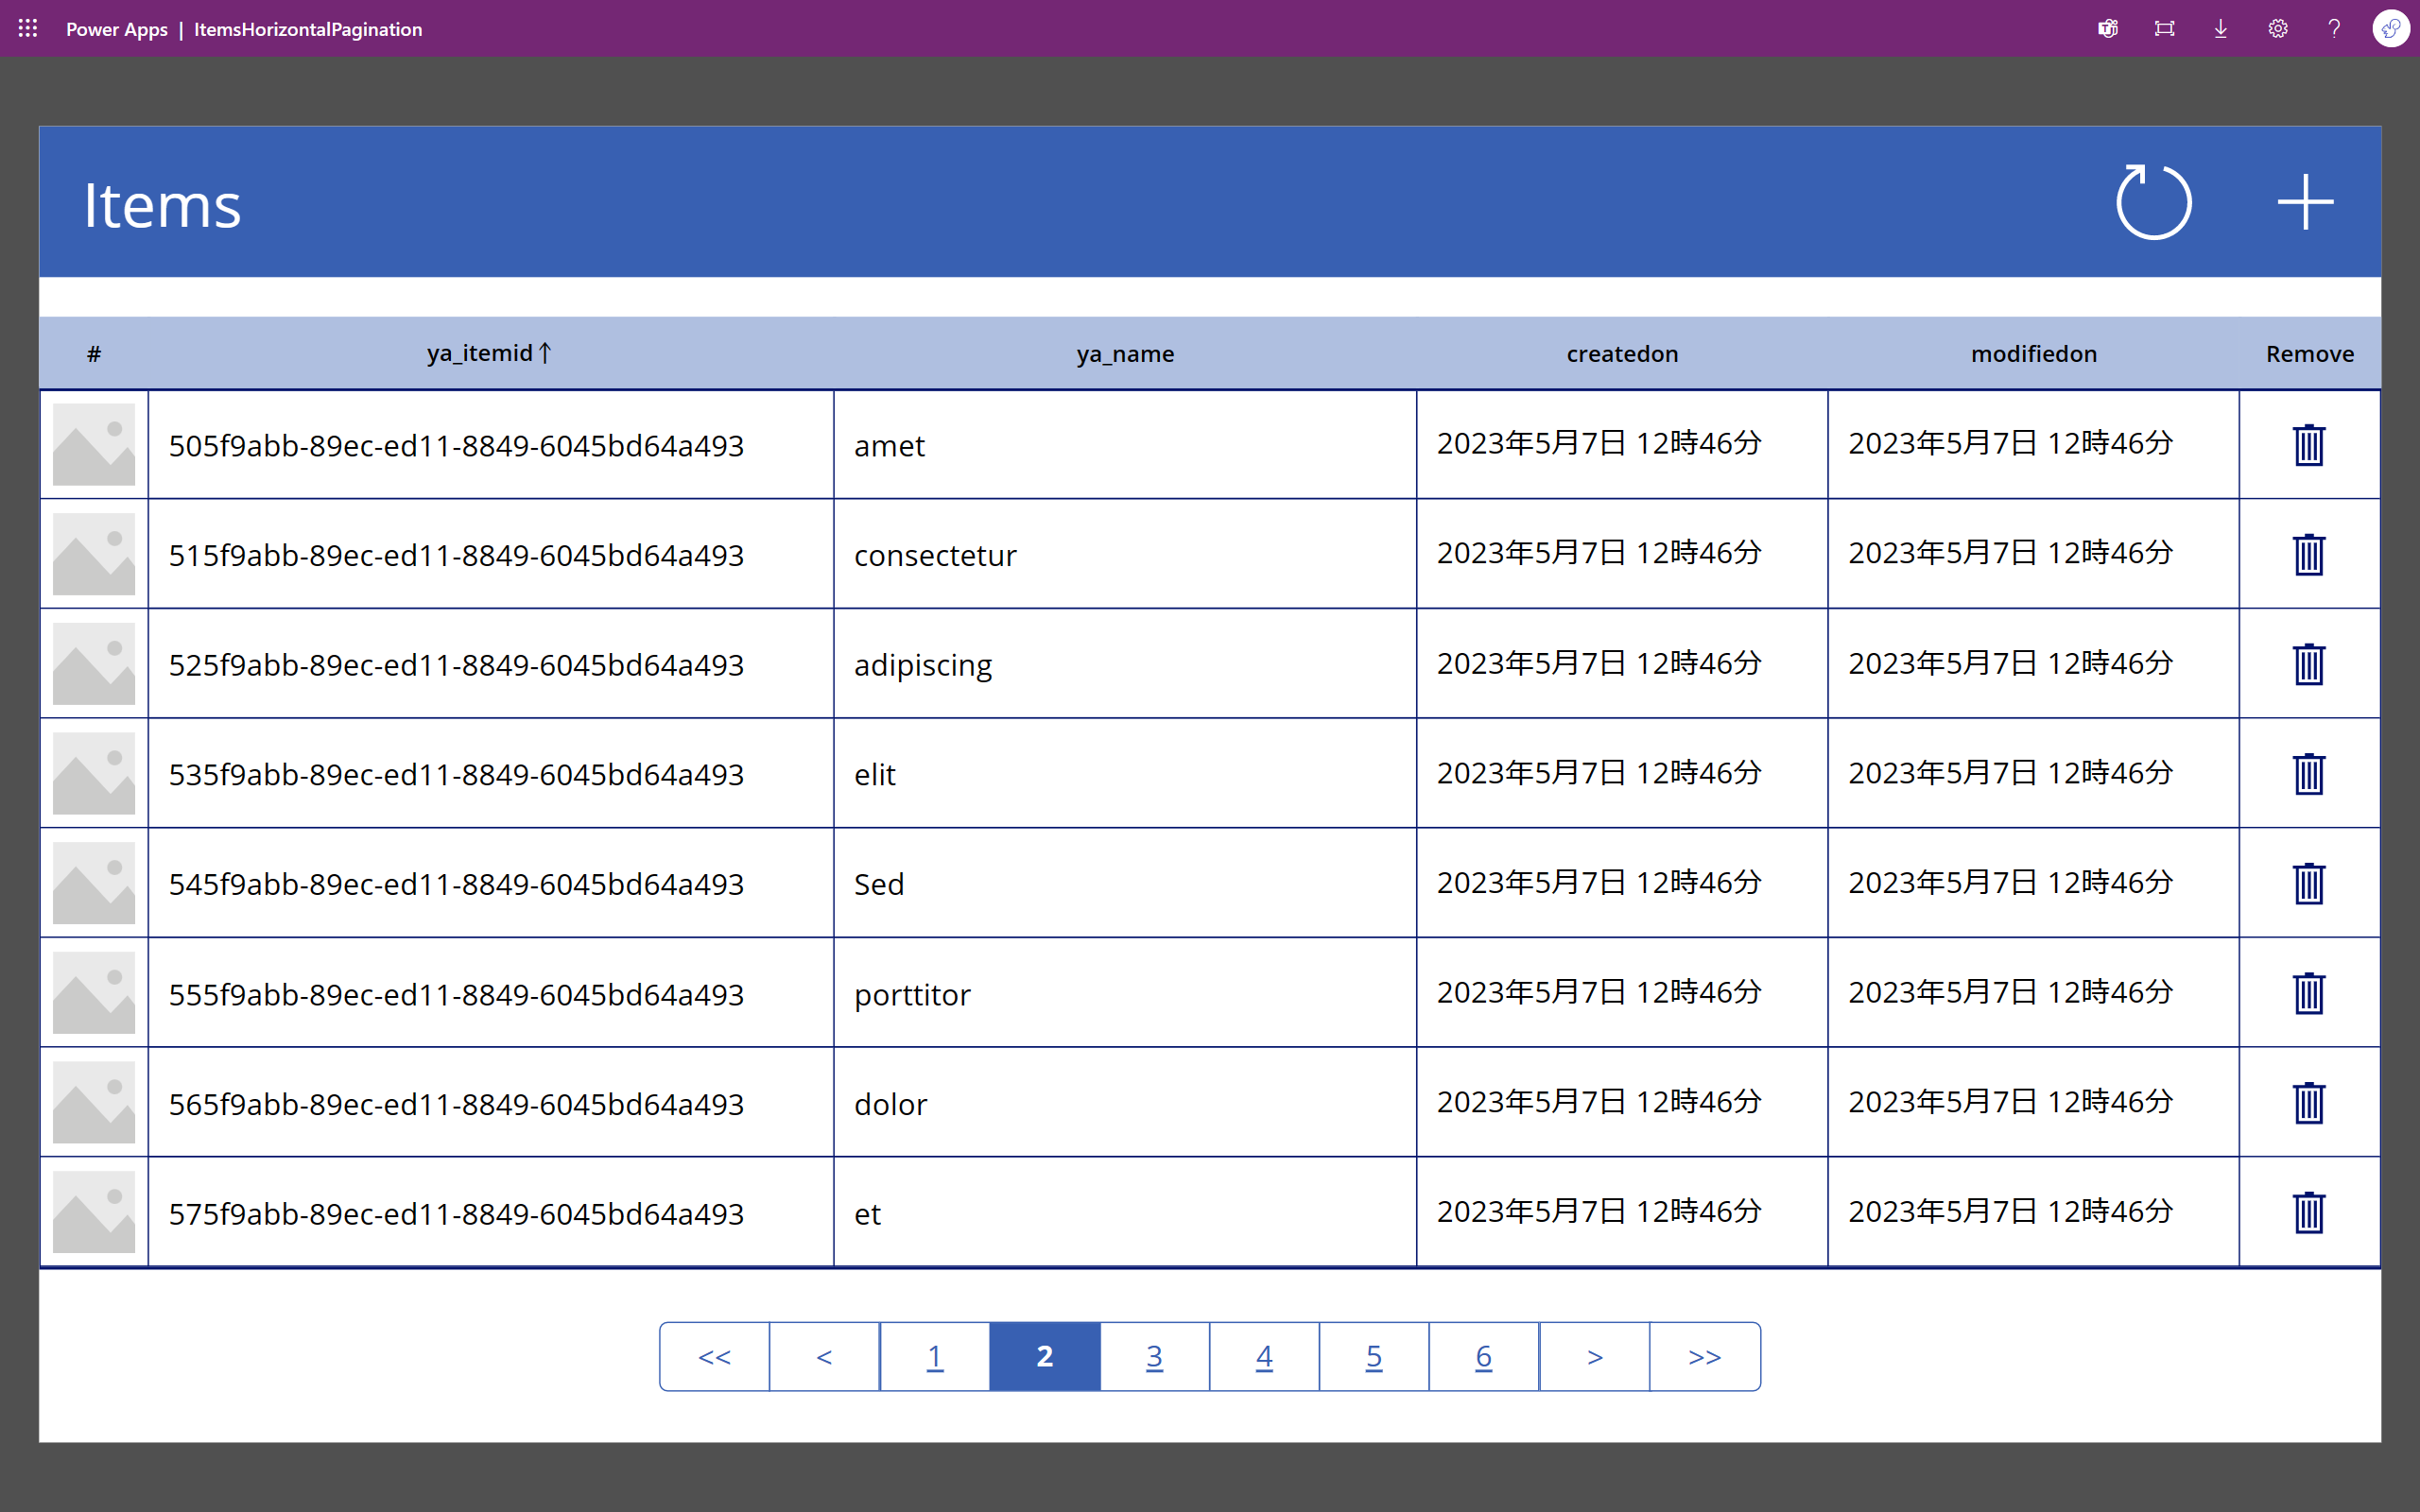 Power Apps | ItemsHorizontalPagination
Items
# ya_itemid ↑ ya_name createdon modifiedon Remove
505f9abb-89ec-ed11-8849-6045bd64a493 amet 2023年5月7日 12時46分 2023年5月7日 12時46分
515f9abb-89ec-ed11-8849-6045bd64a493 consectetur 2023年5月7日 12時46分 2023年5月7日 12時46分
525f9abb-89ec-ed11-8849-6045bd64a493 adipiscing 2023年5月7日 12時46分 2023年5月7日 12時46分
535f9abb-89ec-ed11-8849-6045bd64a493 elit 2023年5月7日 12時46分 2023年5月7日 12時46分
545f9abb-89ec-ed11-8849-6045bd64a493 Sed 2023年5月7日 12時46分 2023年5月7日 12時46分
555f9abb-89ec-ed11-8849-6045bd64a493 porttitor 2023年5月7日 12時46分 2023年5月7日 12時46分
565f9abb-89ec-ed11-8849-6045bd64a493 dolor 2023年5月7日 12時46分 2023年5月7日 12時46分
575f9abb-89ec-ed11-8849-6045bd64a493 et 2023年5月7日 12時46分 2023年5月7日 12時46分
<< < 1 2 3 4 5 6 > >>